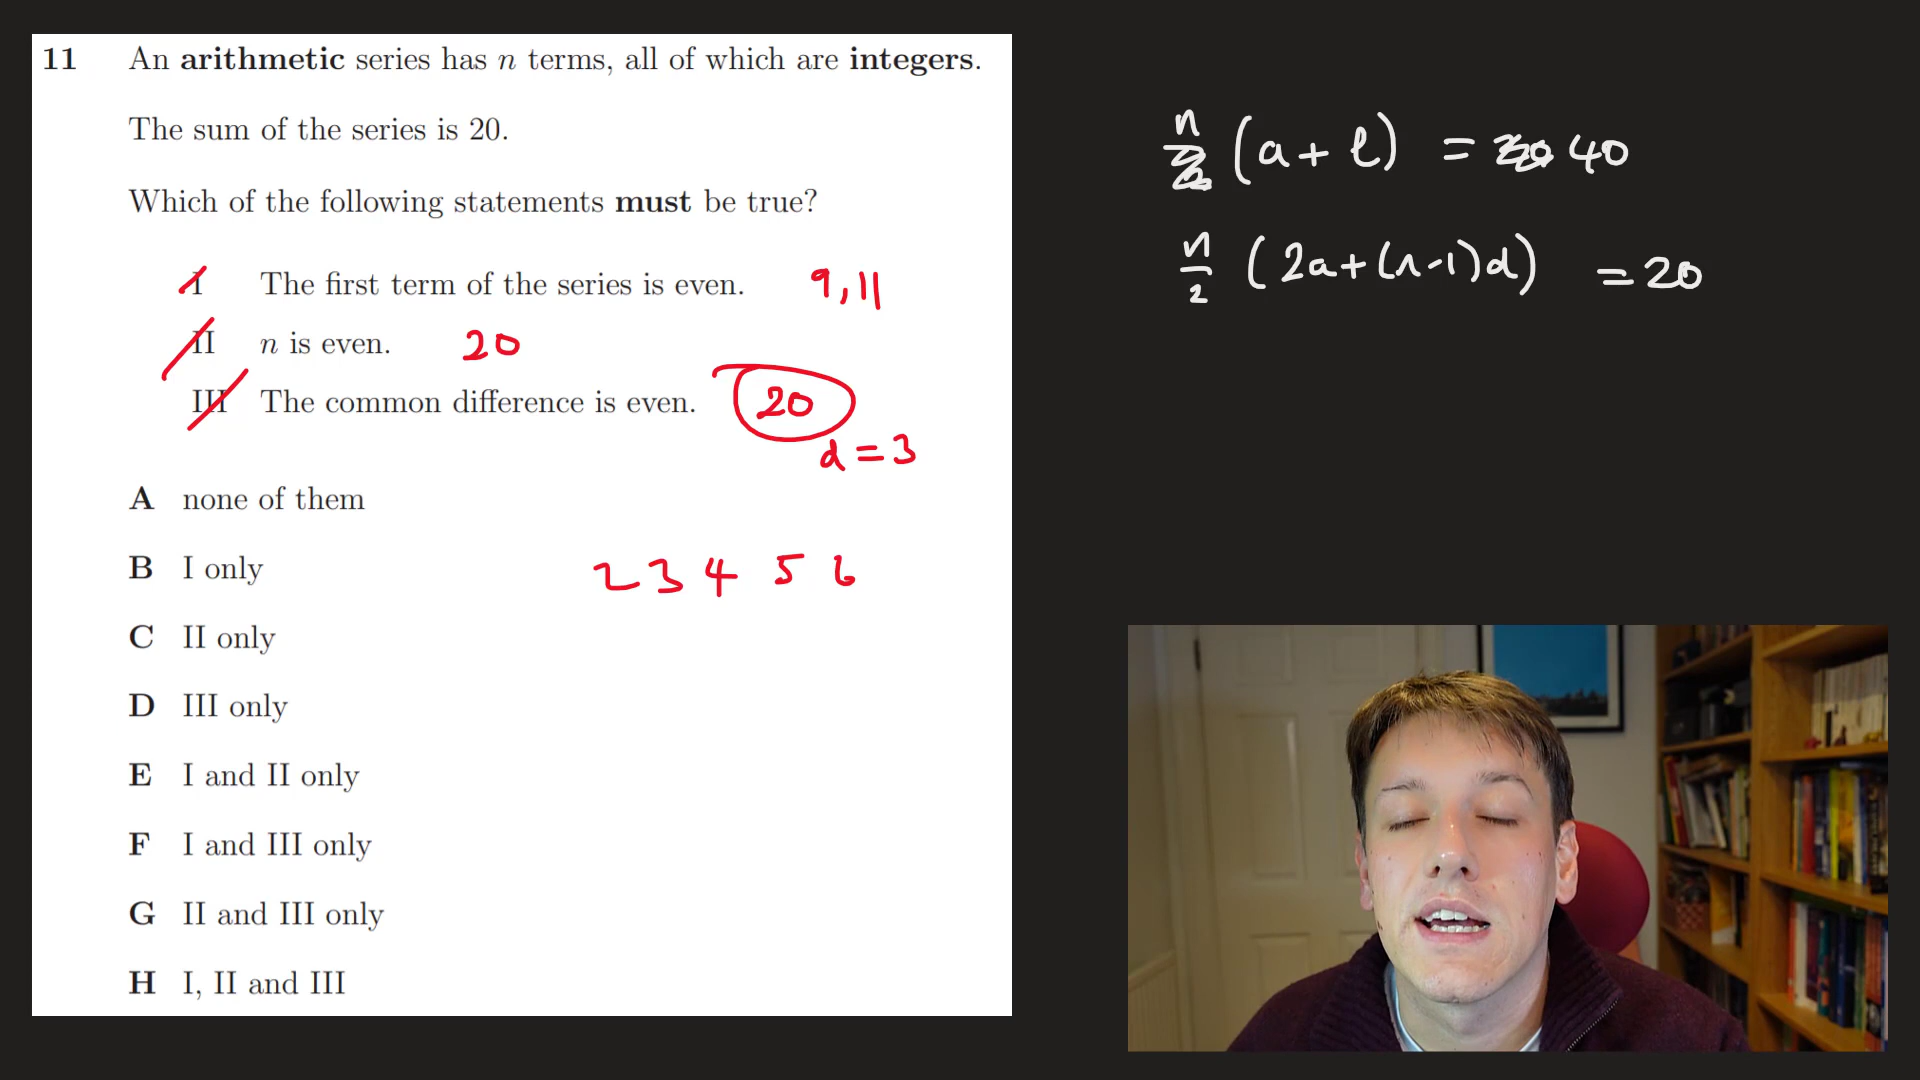 11 An arithmetic series has n terms, all of which are integers.
The sum of the series is 20.
Which of the following statements must be true?
I The first term of the series is even. 9, 11
II n is even. 20
III The common difference is even. 20
d = 3
A none of them
B I only
2 3 4 5 6
C II only
D III only
E I and II only
F I and III only
G II and III only
H I, II and III
n (a + l) = 40
n/2 (2a + (n-1)d) = 20